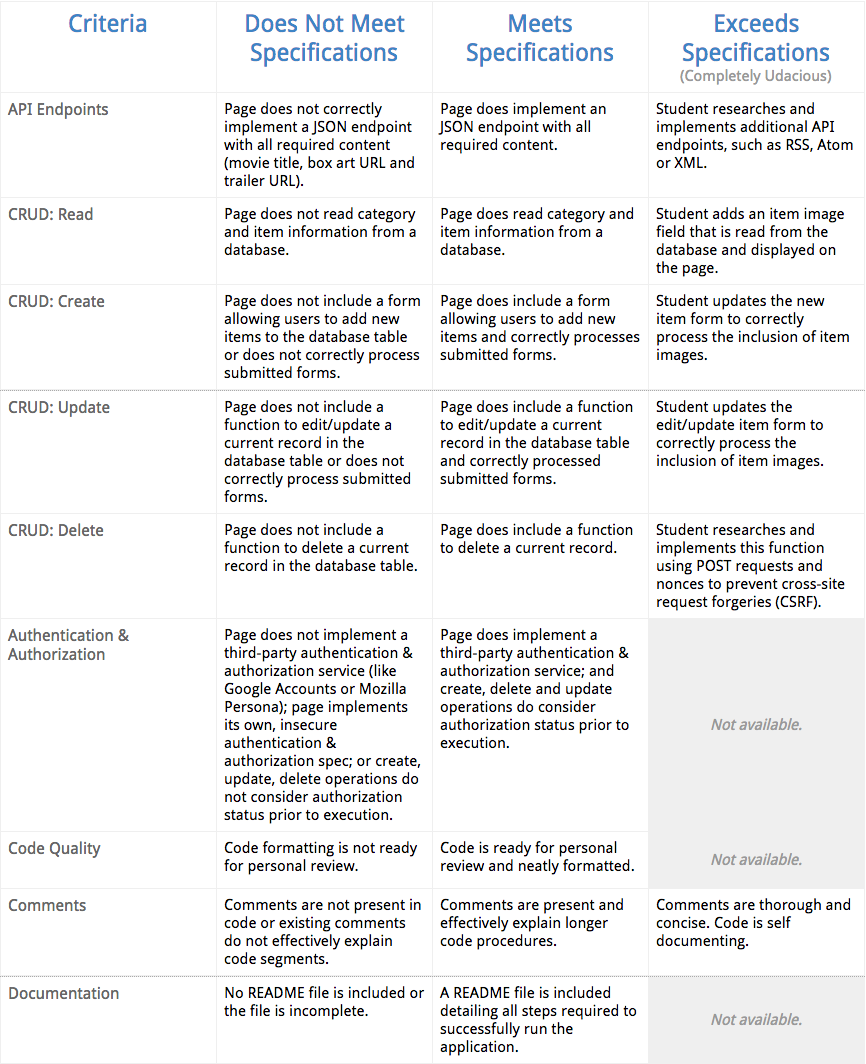 Criteria
Does Not Meet
Specifications
Meets
Specifications
Exceeds
Specifications
(Completely Udacious)
API Endpoints
Page does not correctly
implement a JSON endpoint
with all required content
(movie title, box art URL and
trailer URL).
Page does implement an
JSON endpoint with all
required content.
Student researches and
implements additional API
endpoints, such as RSS, Atom
or XML.
CRUD: Read
Page does not read category
and item information from a
database.
Page does read category and
item information from a
database.
Student adds an item image
field that is read from the
database and displayed on
the page.
CRUD: Create
Page does not include a form
allowing users to add new
items to the database table
or does not correctly process
submitted forms.
Page does include a form
allowing users to add new
items and correctly processes
submitted forms.
Student updates the new
item form to correctly
process the inclusion of item
images.
CRUD: Update
Page does not include a
function to edit/update a
current record in the
database table or does not
correctly process submitted
forms.
Page does include a function
to edit/update a current
record in the database table
and correctly processed
submitted forms.
Student updates the
edit/update item form to
correctly process the
inclusion of item images.
CRUD: Delete
Page does not include a
function to delete a current
record in the database table.
Page does include a function
to delete a current record.
Student researches and
implements this function
using POST requests and
nonces to prevent cross-site
request forgeries (CSRF).
Authentication &
Authorization
Page does not implement a
third-party authentication &
authorization service (like
Google Accounts or Mozilla
Persona); page implements
its own, insecure
authentication &
authorization spec; or create,
update, delete operations do
not consider authorization
status prior to execution.
Page does implement a
third-party authentication &
authorization service; and
create, delete and update
operations do consider
authorization status prior to
execution.
Not available.
Code Quality
Code formatting is not ready
for personal review.
Code is ready for personal
review and neatly formatted.
Not available.
Comments
Comments are not present in
code or existing comments
do not effectively explain
code segments.
Comments are present and
effectively explain longer
code procedures.
Comments are thorough and
concise. Code is self
documenting.
Documentation
No README file is included or
the file is incomplete.
A README file is included
detailing all steps required to
successfully run the
application.
Not available.